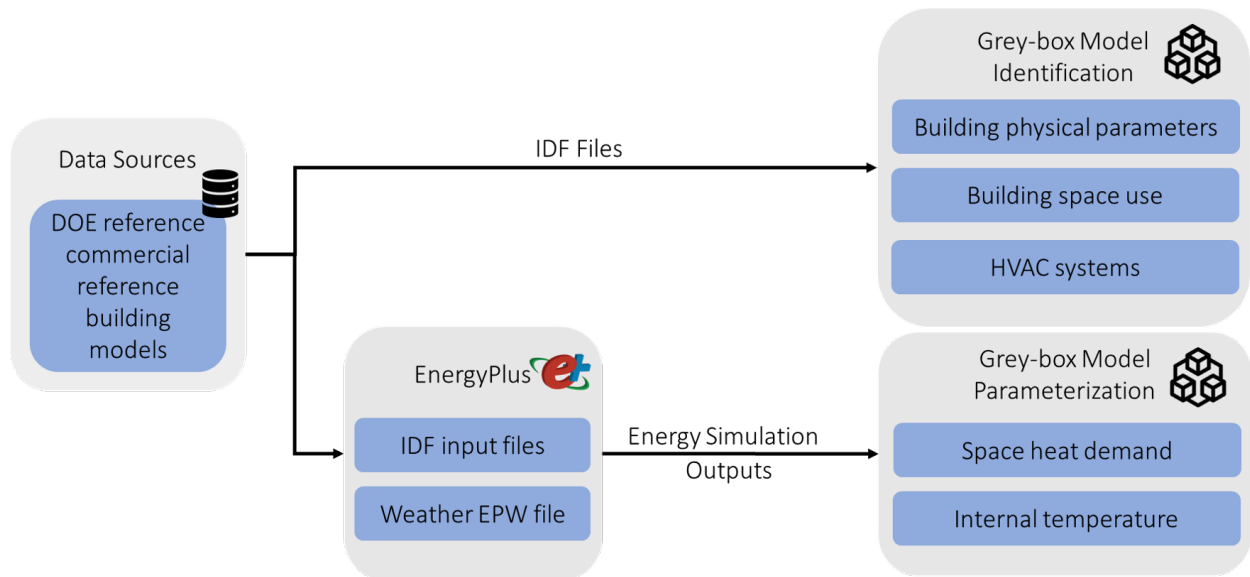 Data Sources
DOE reference
commercial
reference
building
models
IDF Files
EnergyPlus e+
IDF input files
Weather EPW file
Energy Simulation
Outputs
Grey-box Model
Identification
Building physical parameters
Building space use
HVAC systems
Grey-box Model
Parameterization
Space heat demand
Internal temperature